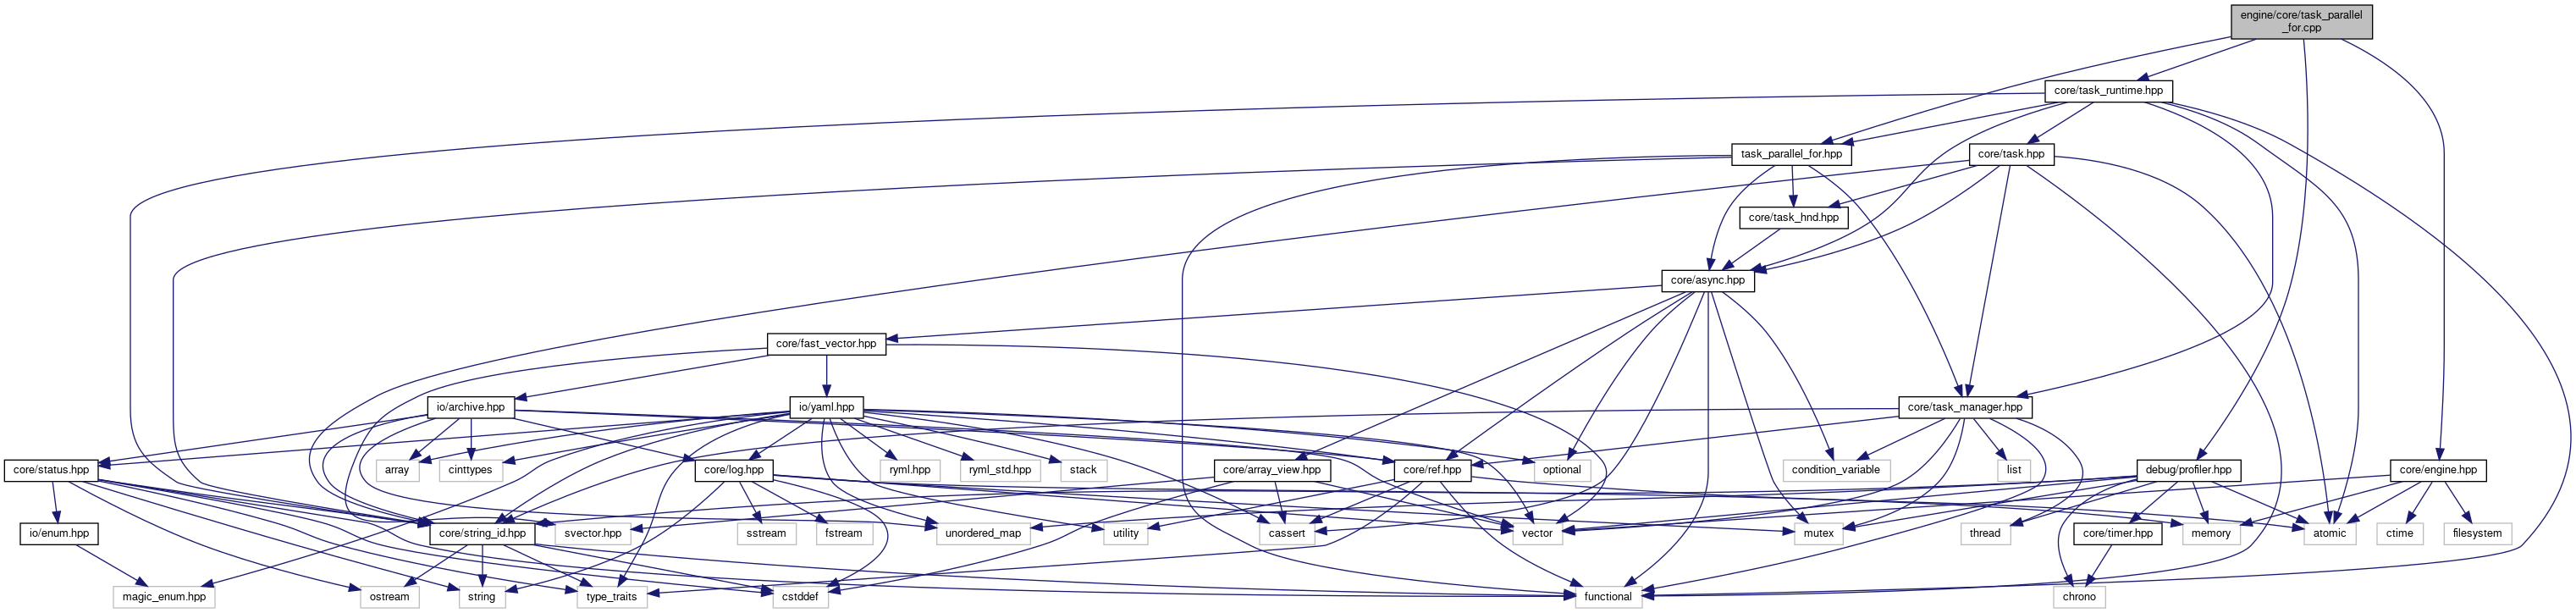 engine/core/task_parallel
_for.cpp
core/task_runtime.hpp
task_parallel_for.hpp
core/task.hpp
core/task_hnd.hpp
core/async.hpp
core/fast_vector.hpp
io/archive.hpp
io/yaml.hpp
core/task_manager.hpp
core/status.hpp
array
cinttypes
core/log.hpp
ryml.hpp
ryml_std.hpp
stack
core/array_view.hpp
core/ref.hpp
optional
condition_variable
list
debug/profiler.hpp
core/engine.hpp
io/enum.hpp
core/string_id.hpp
svector.hpp
sstream
fstream
unordered_map
utility
cassert
vector
mutex
thread
core/timer.hpp
memory
atomic
ctime
filesystem
magic_enum.hpp
ostream
string
type_traits
cstddef
functional
chrono